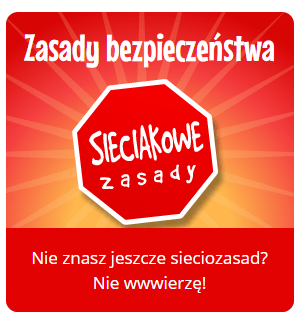 Zasady bezpieczeństwa
SIECIAKOWE
zasady
Nie znasz jeszcze sieciozasad?
Nie wwwierzę!